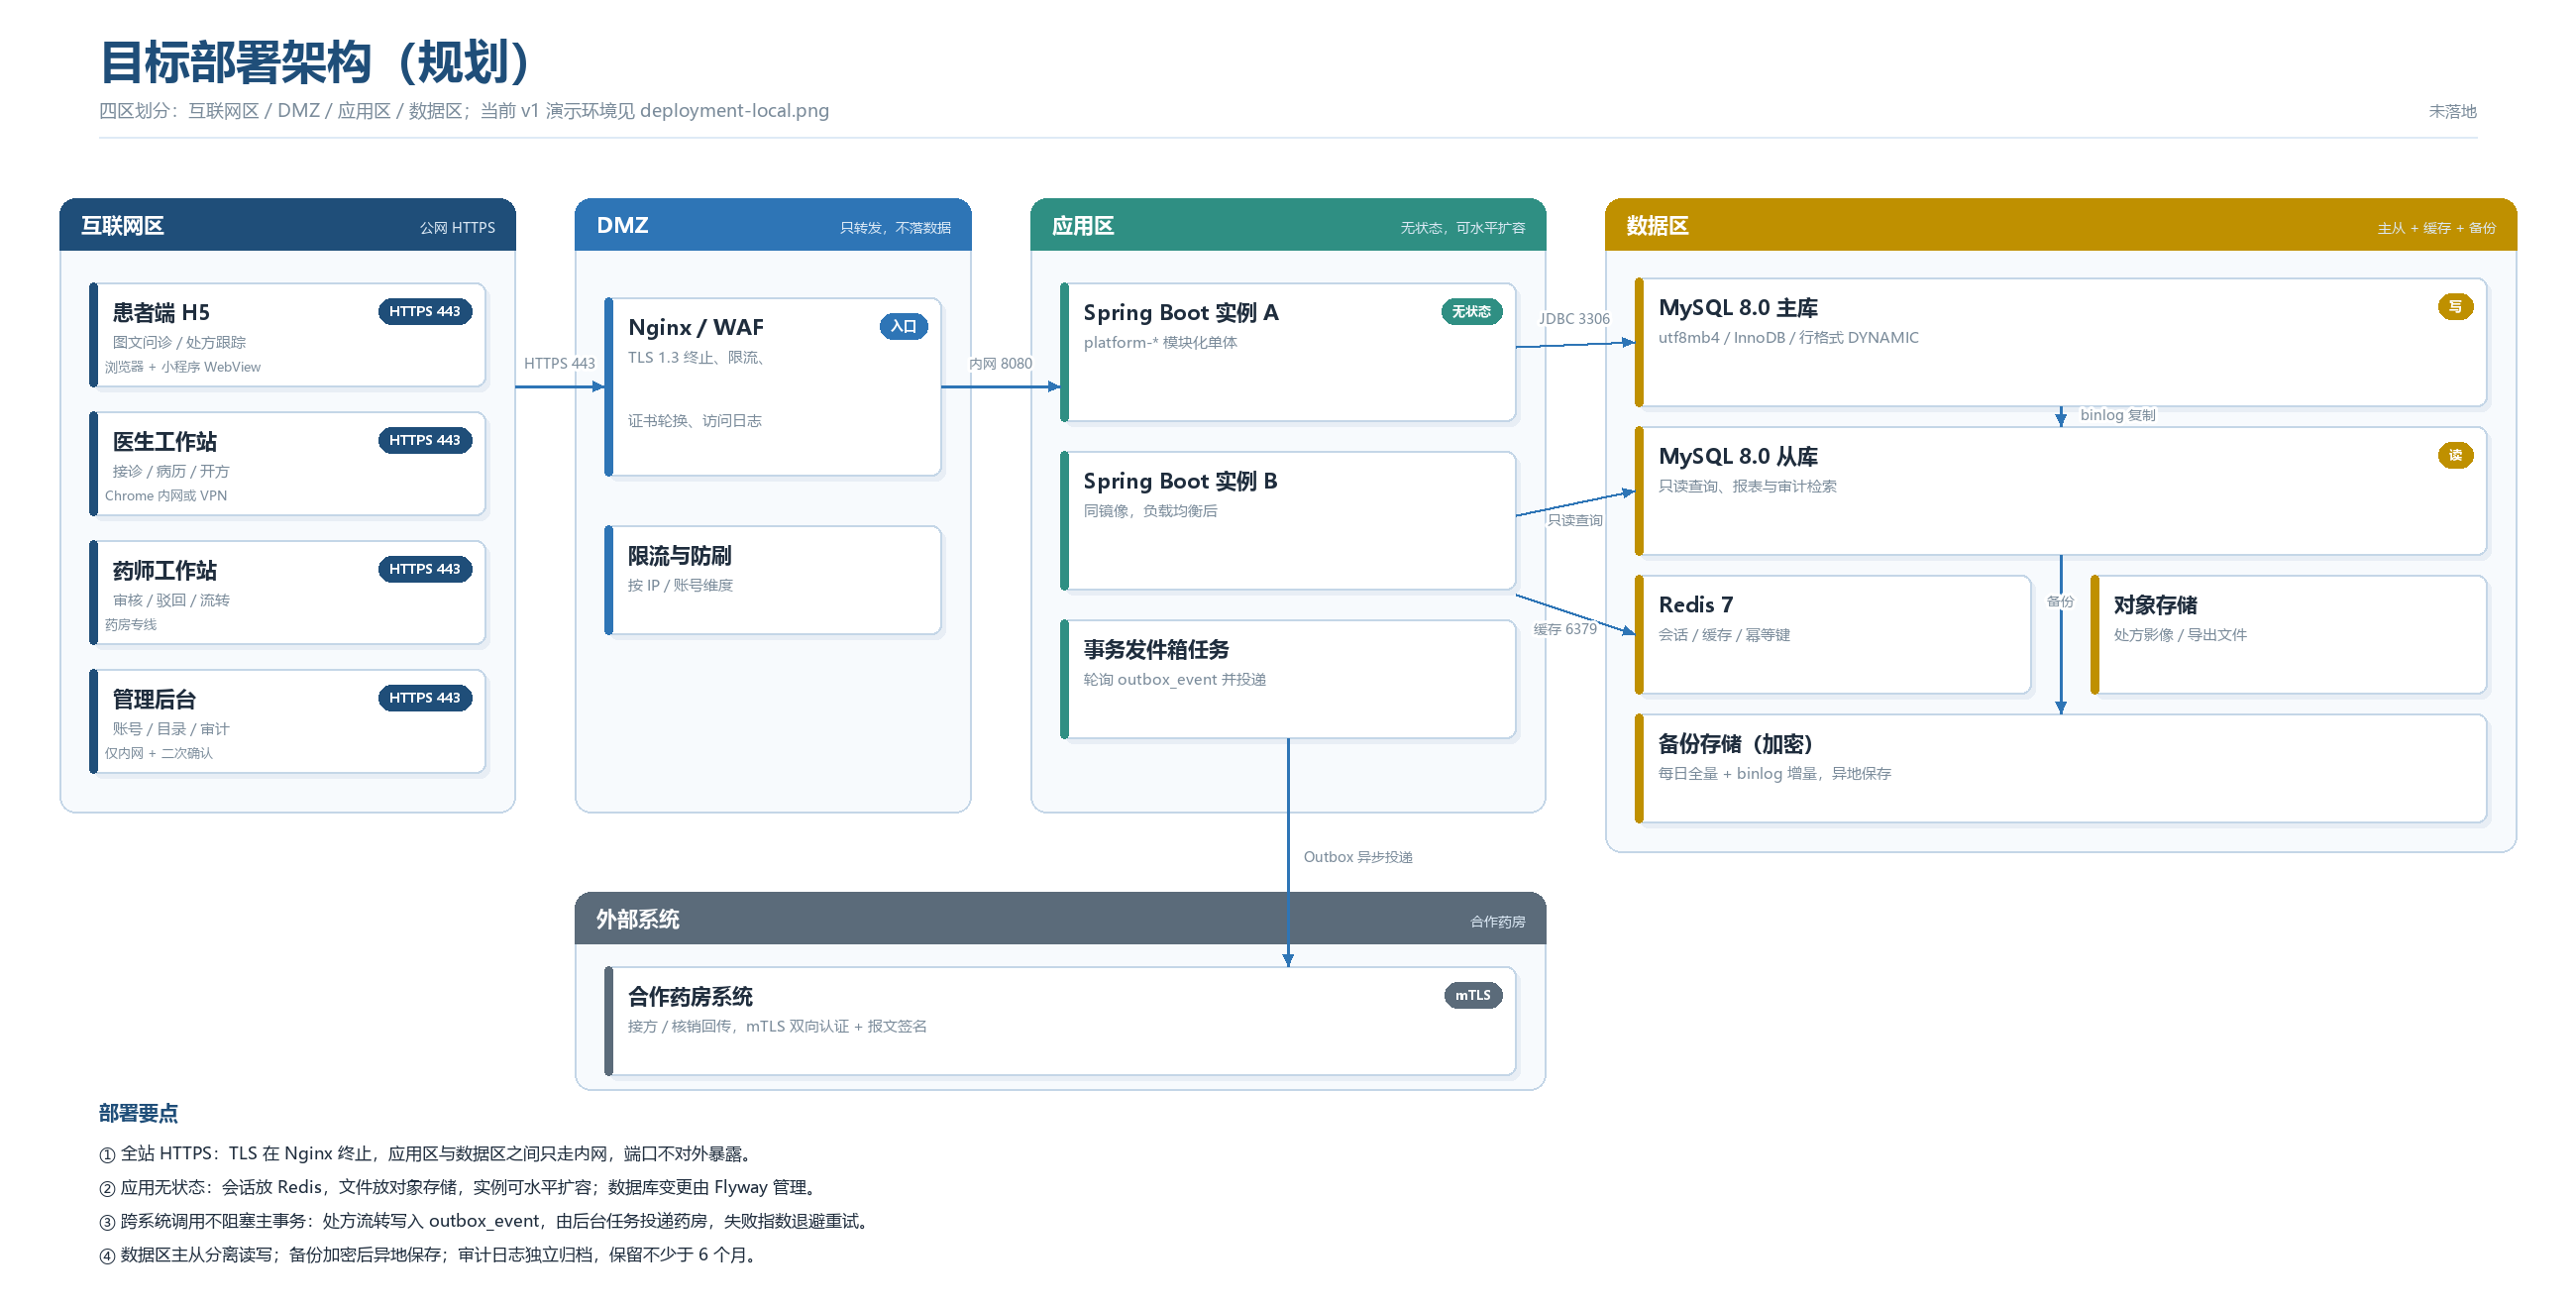 目标部署架构（规划）
四区划分：互联网区 / DMZ / 应用区 / 数据区；当前 v1 演示环境见 deployment-local.png
未落地
互联网区
公网 HTTPS
患者端 H5
HTTPS 443
图文问诊 / 处方跟踪
浏览器 + 小程序 WebView
医生工作站
HTTPS 443
接诊 / 病历 / 开方
Chrome 内网或 VPN
药师工作站
HTTPS 443
审核 / 驳回 / 流转
药房专线
管理后台
HTTPS 443
账号 / 目录 / 审计
仅内网 + 二次确认
HTTPS 443
DMZ
只转发，不落数据
Nginx / WAF
入口
TLS 1.3 终止、限流、
证书轮换、访问日志
限流与防刷
按 IP / 账号维度
内网 8080
应用区
无状态，可水平扩容
Spring Boot 实例 A
无状态
platform-* 模块化单体
Spring Boot 实例 B
同镜像，负载均衡后
事务发件箱任务
轮询 outbox_event 并投递
JDBC 3306
只读查询
缓存 6379
数据区
主从 + 缓存 + 备份
MySQL 8.0 主库
写
utf8mb4 / InnoDB / 行格式 DYNAMIC
binlog 复制
MySQL 8.0 从库
读
只读查询、报表与审计检索
Redis 7
会话 / 缓存 / 幂等键
备份
对象存储
处方影像 / 导出文件
备份存储（加密）
每日全量 + binlog 增量，异地保存
Outbox 异步投递
外部系统
合作药房
合作药房系统
mTLS
接方 / 核销回传，mTLS 双向认证 + 报文签名
部署要点
① 全站 HTTPS：TLS 在 Nginx 终止，应用区与数据区之间只走内网，端口不对外暴露。
② 应用无状态：会话放 Redis，文件放对象存储，实例可水平扩容；数据库变更由 Flyway 管理。
③ 跨系统调用不阻塞主事务：处方流转写入 outbox_event，由后台任务投递药房，失败指数退避重试。
④ 数据区主从分离读写；备份加密后异地保存；审计日志独立归档，保留不少于 6 个月。